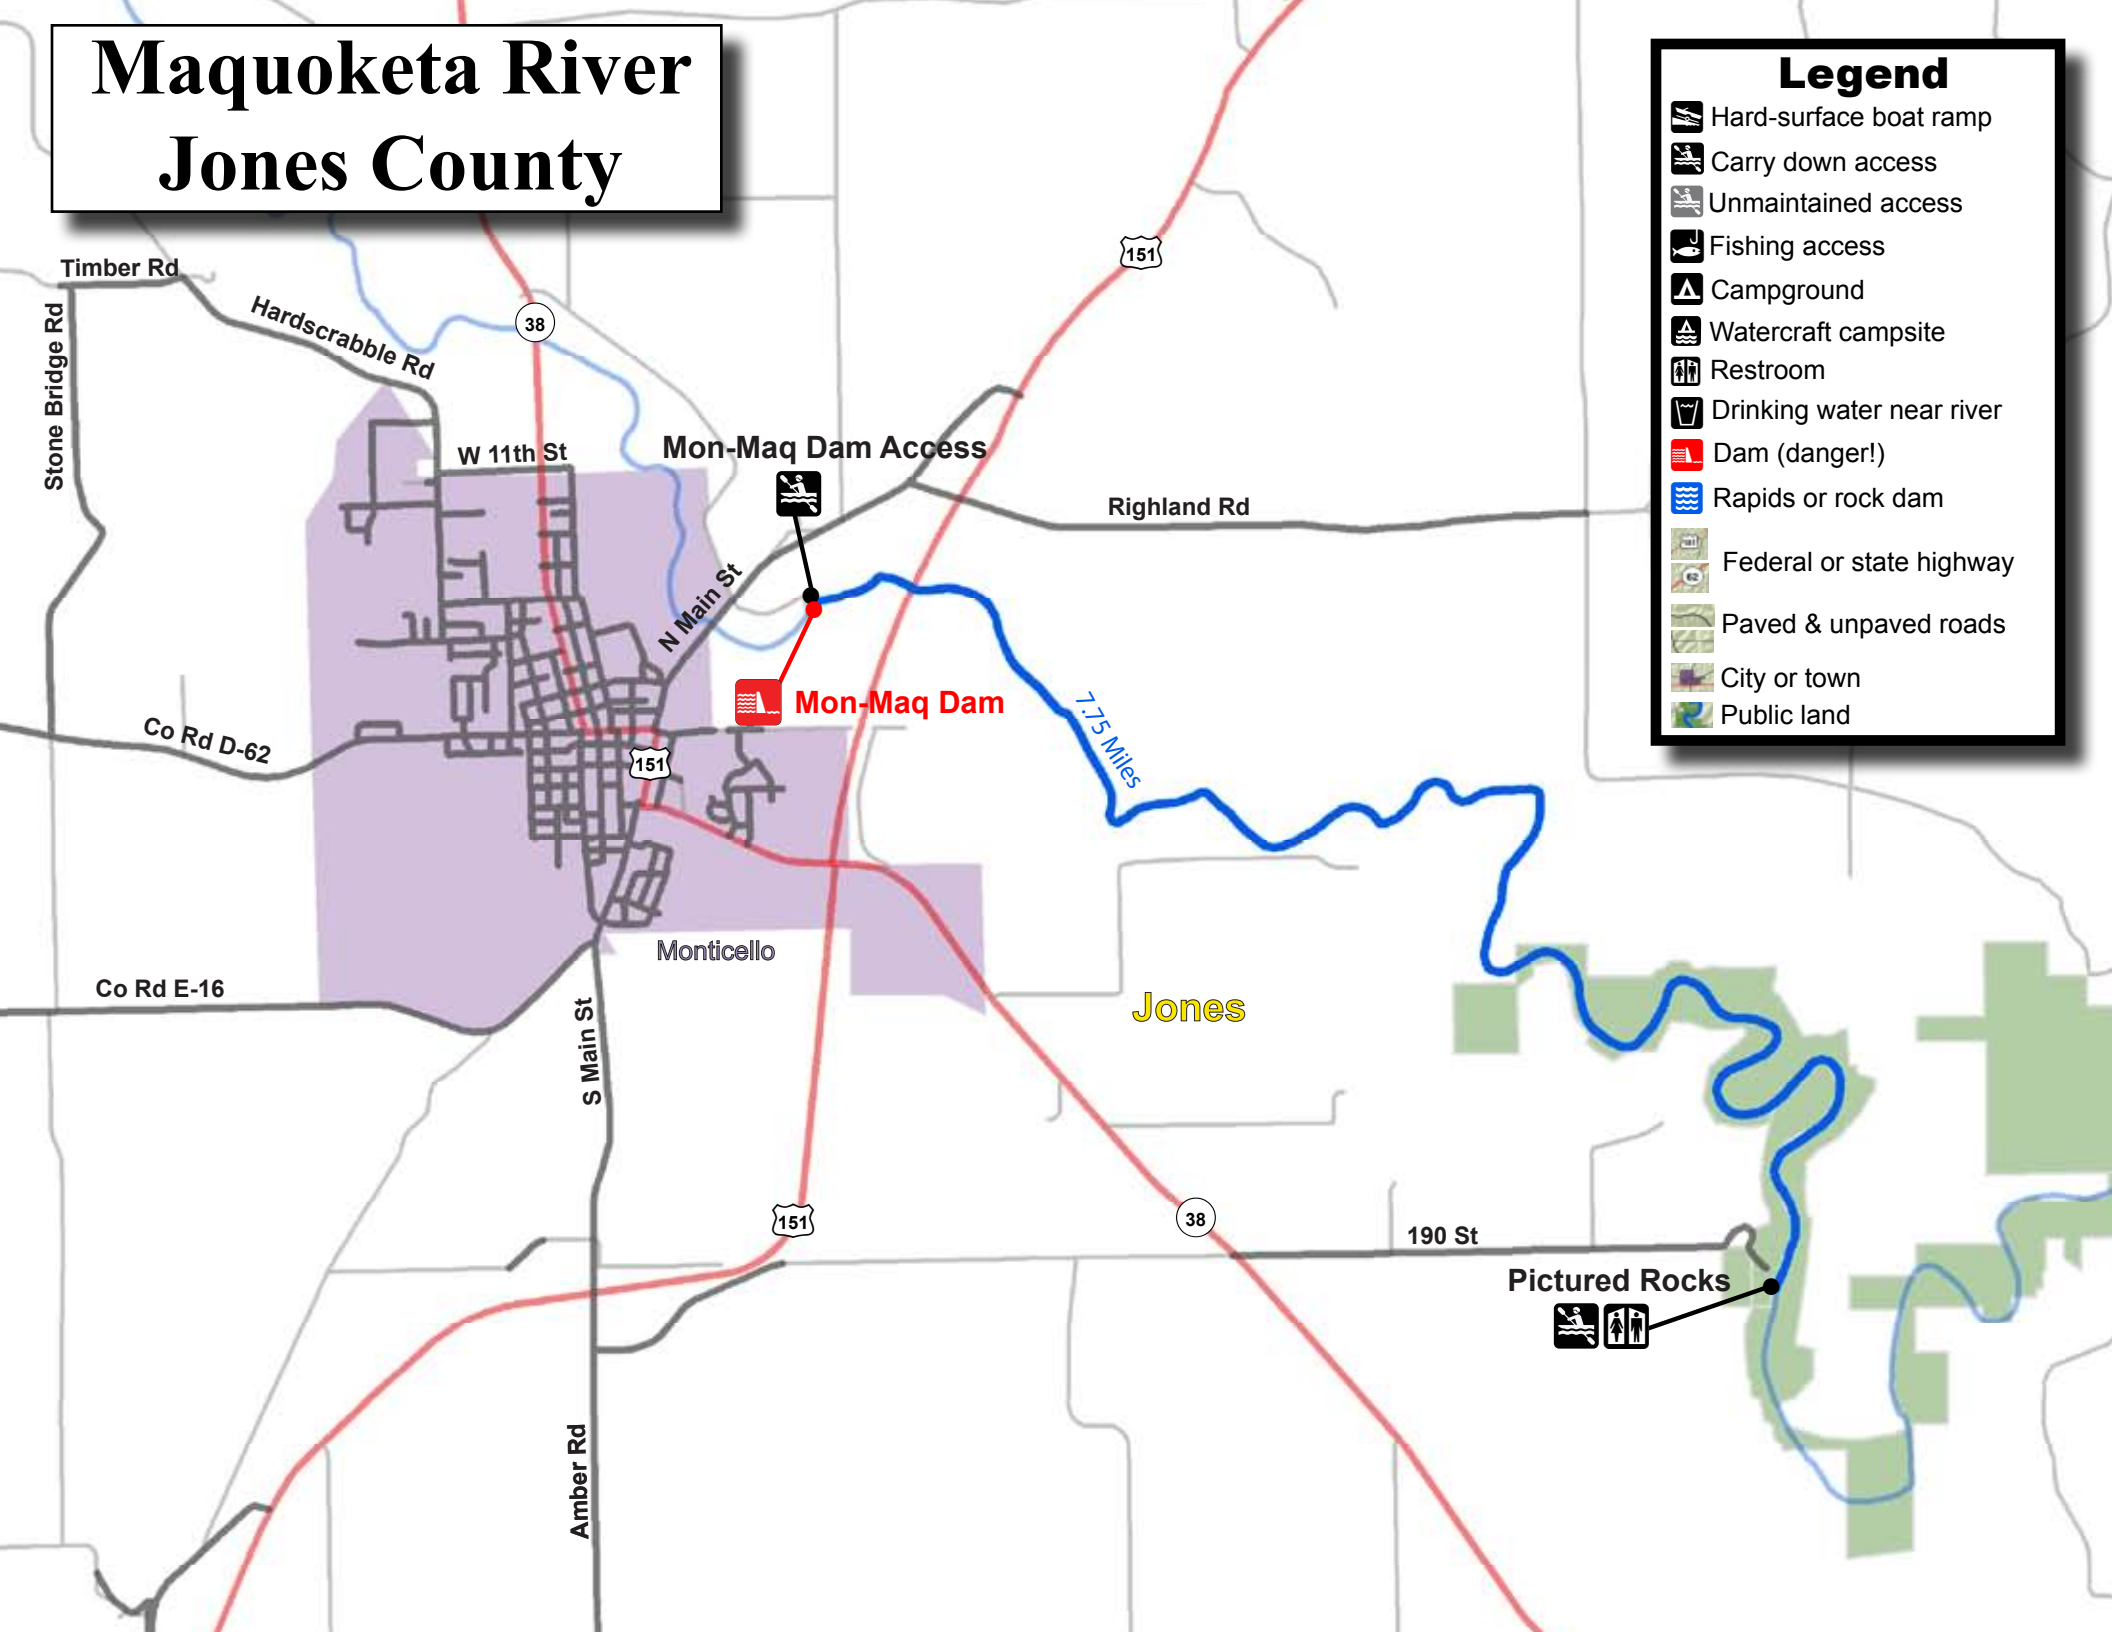 Maquoketa River
Jones County
Legend
Hard-surface boat ramp
Carry down access
Unmaintained access
Fishing access
Campground
Watercraft campsite
Restroom
Drinking water near river
Dam (danger!)
Rapids or rock dam
Federal or state highway
62
Paved & unpaved roads
City or town
Public land
Timber Rd
Stone Bridge Rd
Hardscrabble Rd
38
151
W 11th St
Mon-Maq Dam Access
Righland Rd
N Main St
Mon-Maq Dam
7.75 Miles
Co Rd D-62
151
Monticello
Co Rd E-16
Jones
S Main St
151
38
190 St
Pictured Rocks
Amber Rd